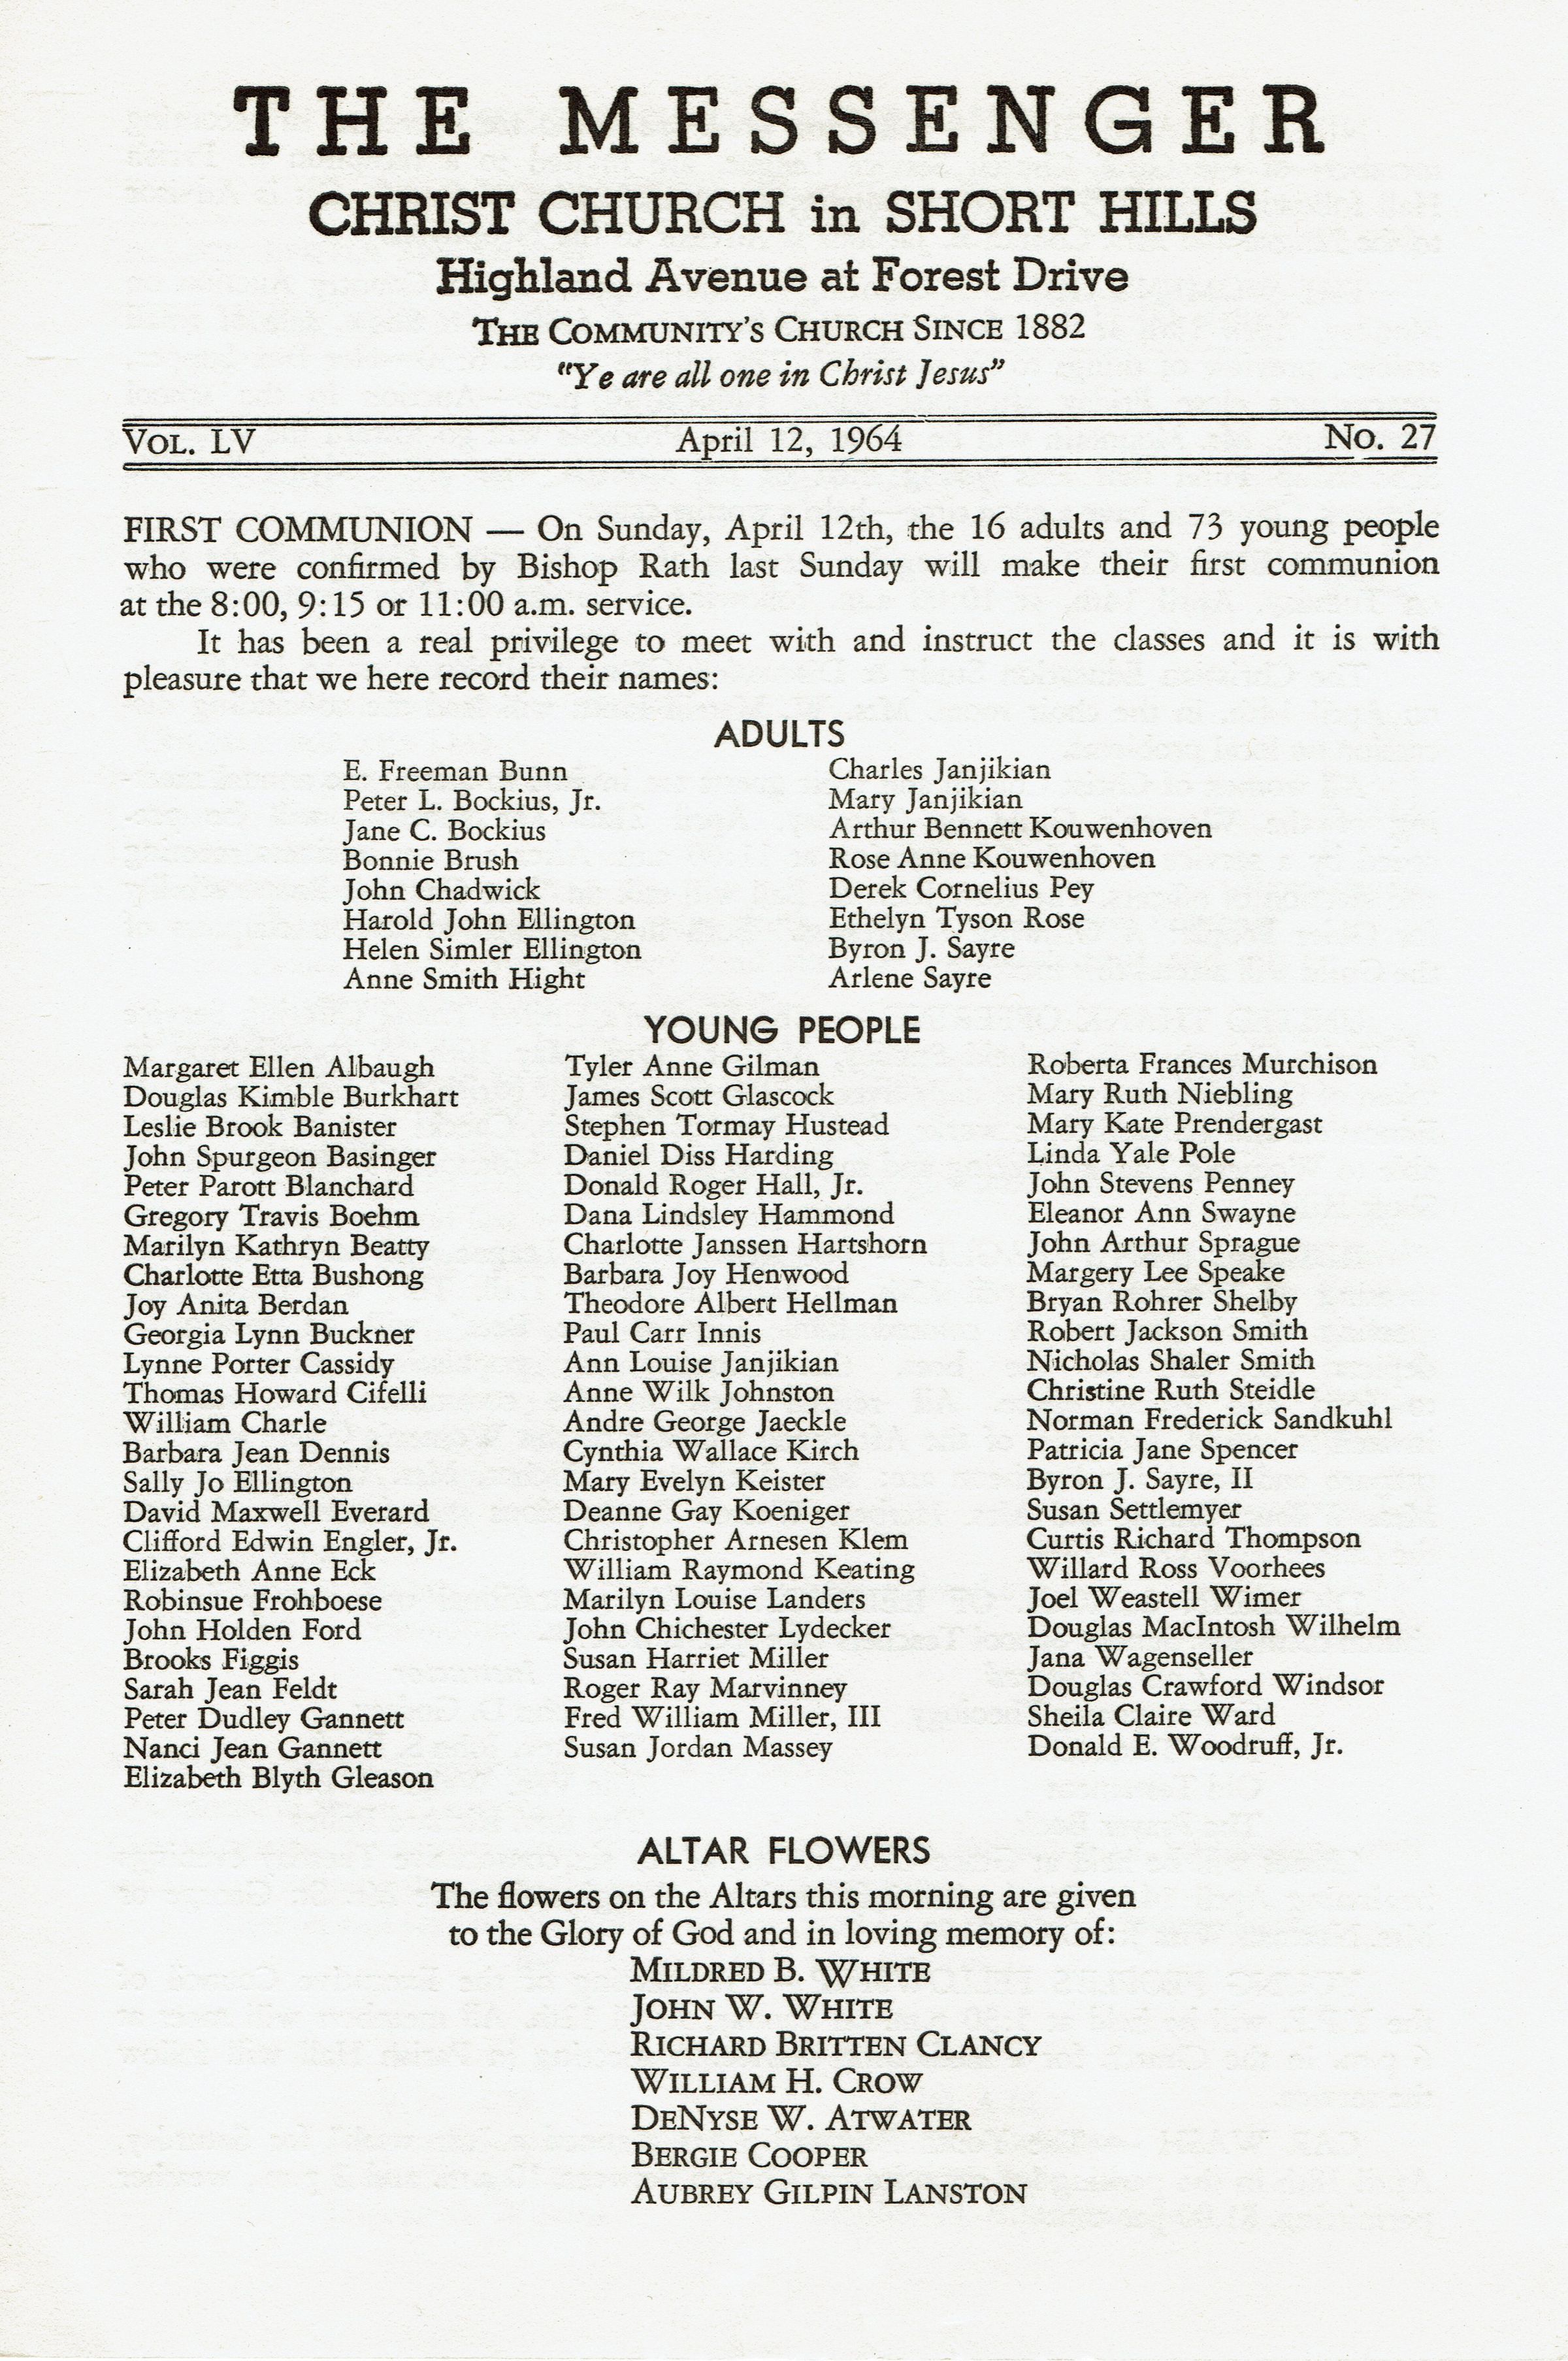 THE MESSENGER
CHRIST CHURCH in SHORT HILLS
Highland Avenue at Forest Drive
THE COMMUNITY'S CHURCH SINCE 1882
"Ye are all one in Christ Jesus"
VOL. LV April 12, 1964 No. 27
FIRST COMMUNION — On Sunday, April 12th, the 16 adults and 73 young people
who were confirmed by Bishop Rath last Sunday will make their first communion
at the 8:00, 9:15 or 11:00 a.m. service.
It has been a real privilege to meet with and instruct the classes and it is with
pleasure that we here record their names:
ADULTS
E. Freeman Bunn
Peter L. Bockius, Jr.
Jane C. Bockius
Bonnie Brush
John Chadwick
Harold John Ellington
Helen Simler Ellington
Anne Smith Hight
Charles Janjikian
Mary Janjikian
Arthur Bennett Kouwenhoven
Rose Anne Kouwenhoven
Derek Cornelius Pey
Ethelyn Tyson Rose
Byron J. Sayre
Arlene Sayre
YOUNG PEOPLE
Margaret Ellen Albaugh
Douglas Kimble Burkhart
Leslie Brook Banister
John Spurgeon Basinger
Peter Parott Blanchard
Gregory Travis Boehm
Marilyn Kathryn Beatty
Charlotte Etta Bushong
Joy Anita Berdan
Georgia Lynn Buckner
Lynne Porter Cassidy
Thomas Howard Cifelli
William Charle
Barbara Jean Dennis
Sally Jo Ellington
David Maxwell Everard
Clifford Edwin Engler, Jr.
Elizabeth Anne Eck
Robinsue Frohboese
John Holden Ford
Brooks Figgis
Sarah Jean Feldt
Peter Dudley Gannett
Nanci Jean Gannett
Elizabeth Blyth Gleason
Tyler Anne Gilman
James Scott Glascock
Stephen Tormay Hustead
Daniel Diss Harding
Donald Roger Hall, Jr.
Dana Lindsley Hammond
Charlotte Janssen Hartshorn
Barbara Joy Henwood
Theodore Albert Hellman
Paul Carr Innis
Ann Louise Janjikian
Anne Wilk Johnston
Andre George Jaeckle
Cynthia Wallace Kirch
Mary Evelyn Keister
Deanne Gay Koeniger
Christopher Arnesen Klem
William Raymond Keating
Marilyn Louise Landers
John Chichester Lydecker
Susan Harriet Miller
Roger Ray Marvinney
Fred William Miller, III
Susan Jordan Massey
Roberta Frances Murchison
Mary Ruth Niebling
Mary Kate Prendergast
Linda Yale Pole
John Stevens Penney
Eleanor Ann Swayne
John Arthur Sprague
Margery Lee Speake
Bryan Rohrer Shelby
Robert Jackson Smith
Nicholas Shaler Smith
Christine Ruth Steidle
Norman Frederick Sandkuhl
Patricia Jane Spencer
Byron J. Sayre, II
Susan Settlemyer
Curtis Richard Thompson
Willard Ross Voorhees
Joel Weastell Wimer
Douglas MacIntosh Wilhelm
Jana Wagenseller
Douglas Crawford Windsor
Sheila Claire Ward
Donald E. Woodruff, Jr.
ALTAR FLOWERS
The flowers on the Altars this morning are given
to the Glory of God and in loving memory of:
MILDRED B. WHITE
JOHN W. WHITE
RICHARD BRITTEN CLANCY
WILLIAM H. CROW
DENYSE W. ATWATER
BERGIE COOPER
AUBREY GILPIN LANSTON